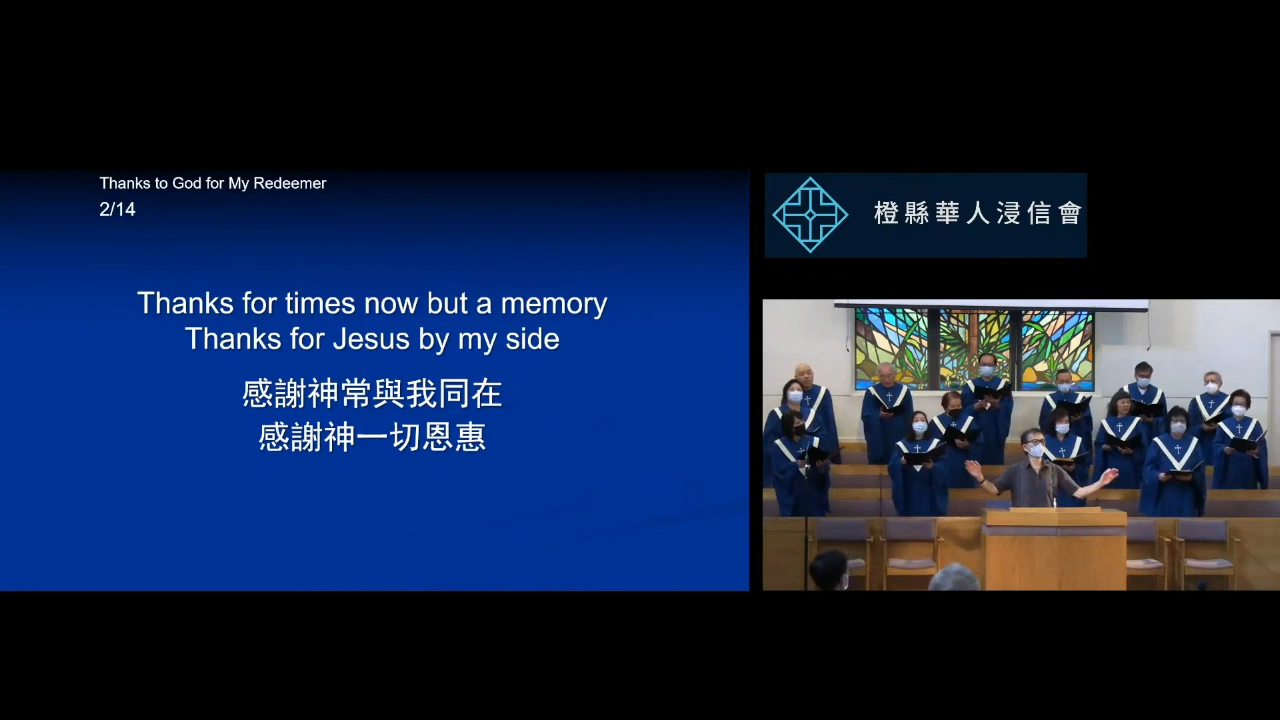 Thanks to God for My Redeemer
2/14
Thanks for times now but a memory
Thanks for Jesus by my side
感謝神常與我同在
感謝神一切恩惠
橙縣華人浸信會